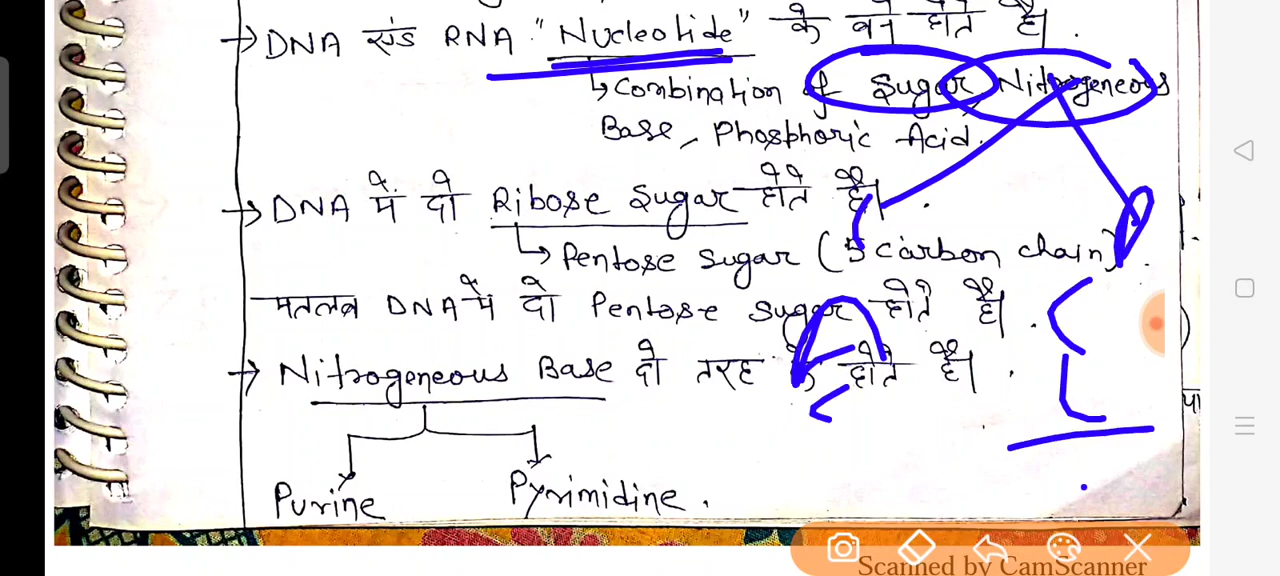 → DNA एंव RNA "Nucleotide" के बने होते है।
↳ Combination of Sugar, Nitrogeneous
Base, Phosphoric Acid.
→ DNA में दो Ribose Sugar होते है।
↳ Pentose Sugar (5 carbon chain).
मतलब DNA में दो Pentose Sugar होते है।
→ Nitrogeneous Base दो तरह के होते है।
Purine Pyrimidine.
Scanned by CamScanner